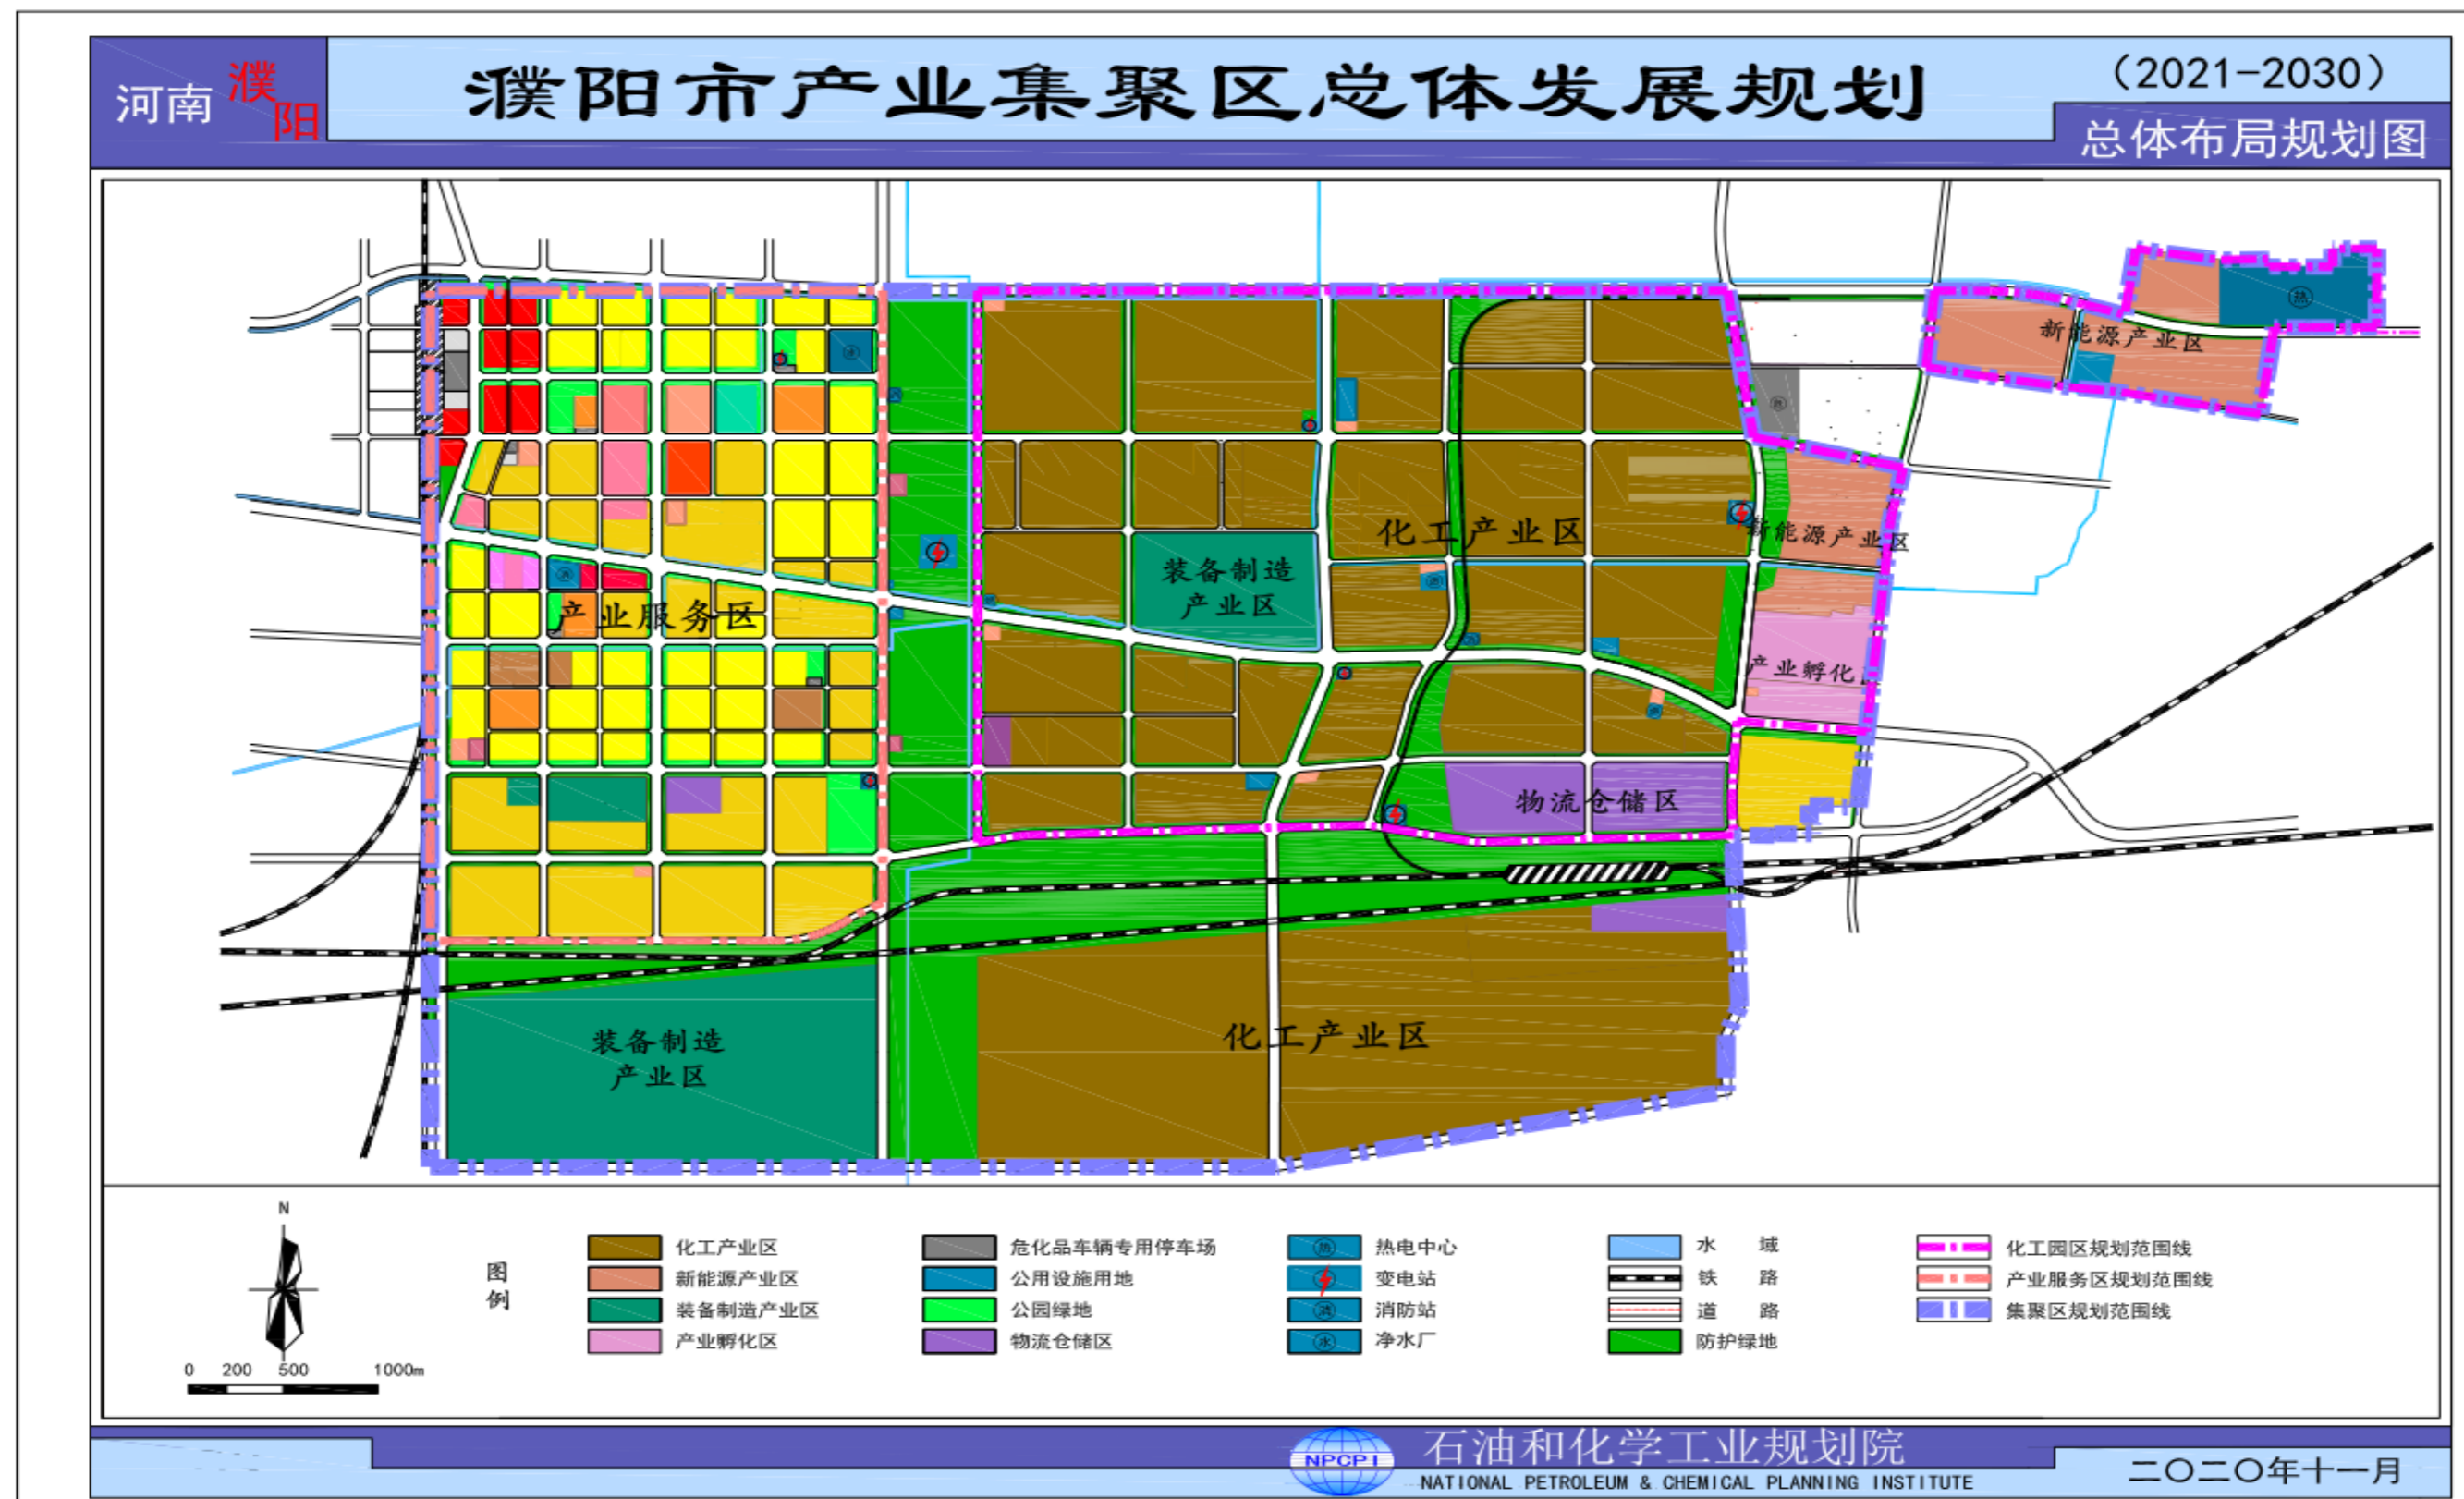 河南 濮
阳
濮阳市产业集聚区总体发展规划
（2021-2030）
总体布局规划图
热
新能源产业区
化工产业区
新能源产业区
装备制造
产业区
产业服务区
产业孵化
物流仓储区
装备制造
产业区
化工产业区
N
0 200 500 1000m
图
例
化工产业区
新能源产业区
装备制造产业区
产业孵化区
危化品车辆专用停车场
公用设施用地
公园绿地
物流仓储区
热 热电中心
变电站
消 消防站
水 净水厂
水 域
铁 路
道 路
防护绿地
化工园区规划范围线
产业服务区规划范围线
集聚区规划范围线
NPCPI
石油和化学工业规划院
NATIONAL PETROLEUM & CHEMICAL PLANNING INSTITUTE
二〇二〇年十一月